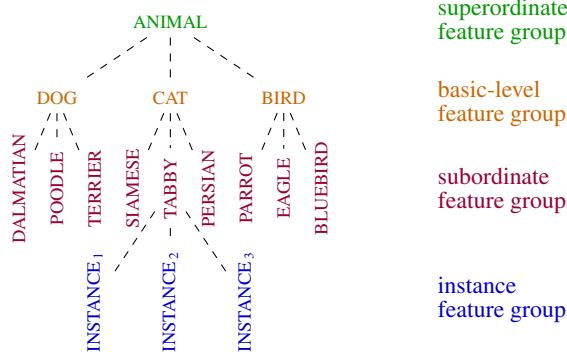 ANIMAL
superordinate
feature group
DOG
CAT
BIRD
basic-level
feature group
DALMATIAN
POODLE
TERRIER
SIAMESE
TABBY
PERSIAN
PARROT
EAGLE
BLUEBIRD
subordinate
feature group
INSTANCE₁
INSTANCE₂
INSTANCE₃
instance
feature group